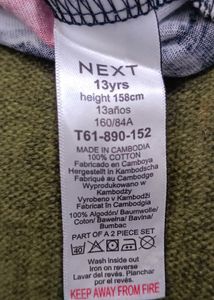 NEXT
13yrs
height 158cm
13años
160/84A
T61-890-152
MADE IN CAMBODIA
100% COTTON
Fabricado en Camboya
Hergestellt in Kambodscha
Fabriqué au Cambodge
Wyprodukowano w
Kambodży
Vyrobeno v Kambodži
Fabricat în Cambodgia
100% Algodón/ Baumwolle/
Coton/ Bawełna/ Bavlna/
Bumbac
PART OF A 2 PIECE SET
40
Wash inside out
Iron on reverse
Lavar del revés. Planchar
por el revés.
KEEP AWAY FROM FIRE